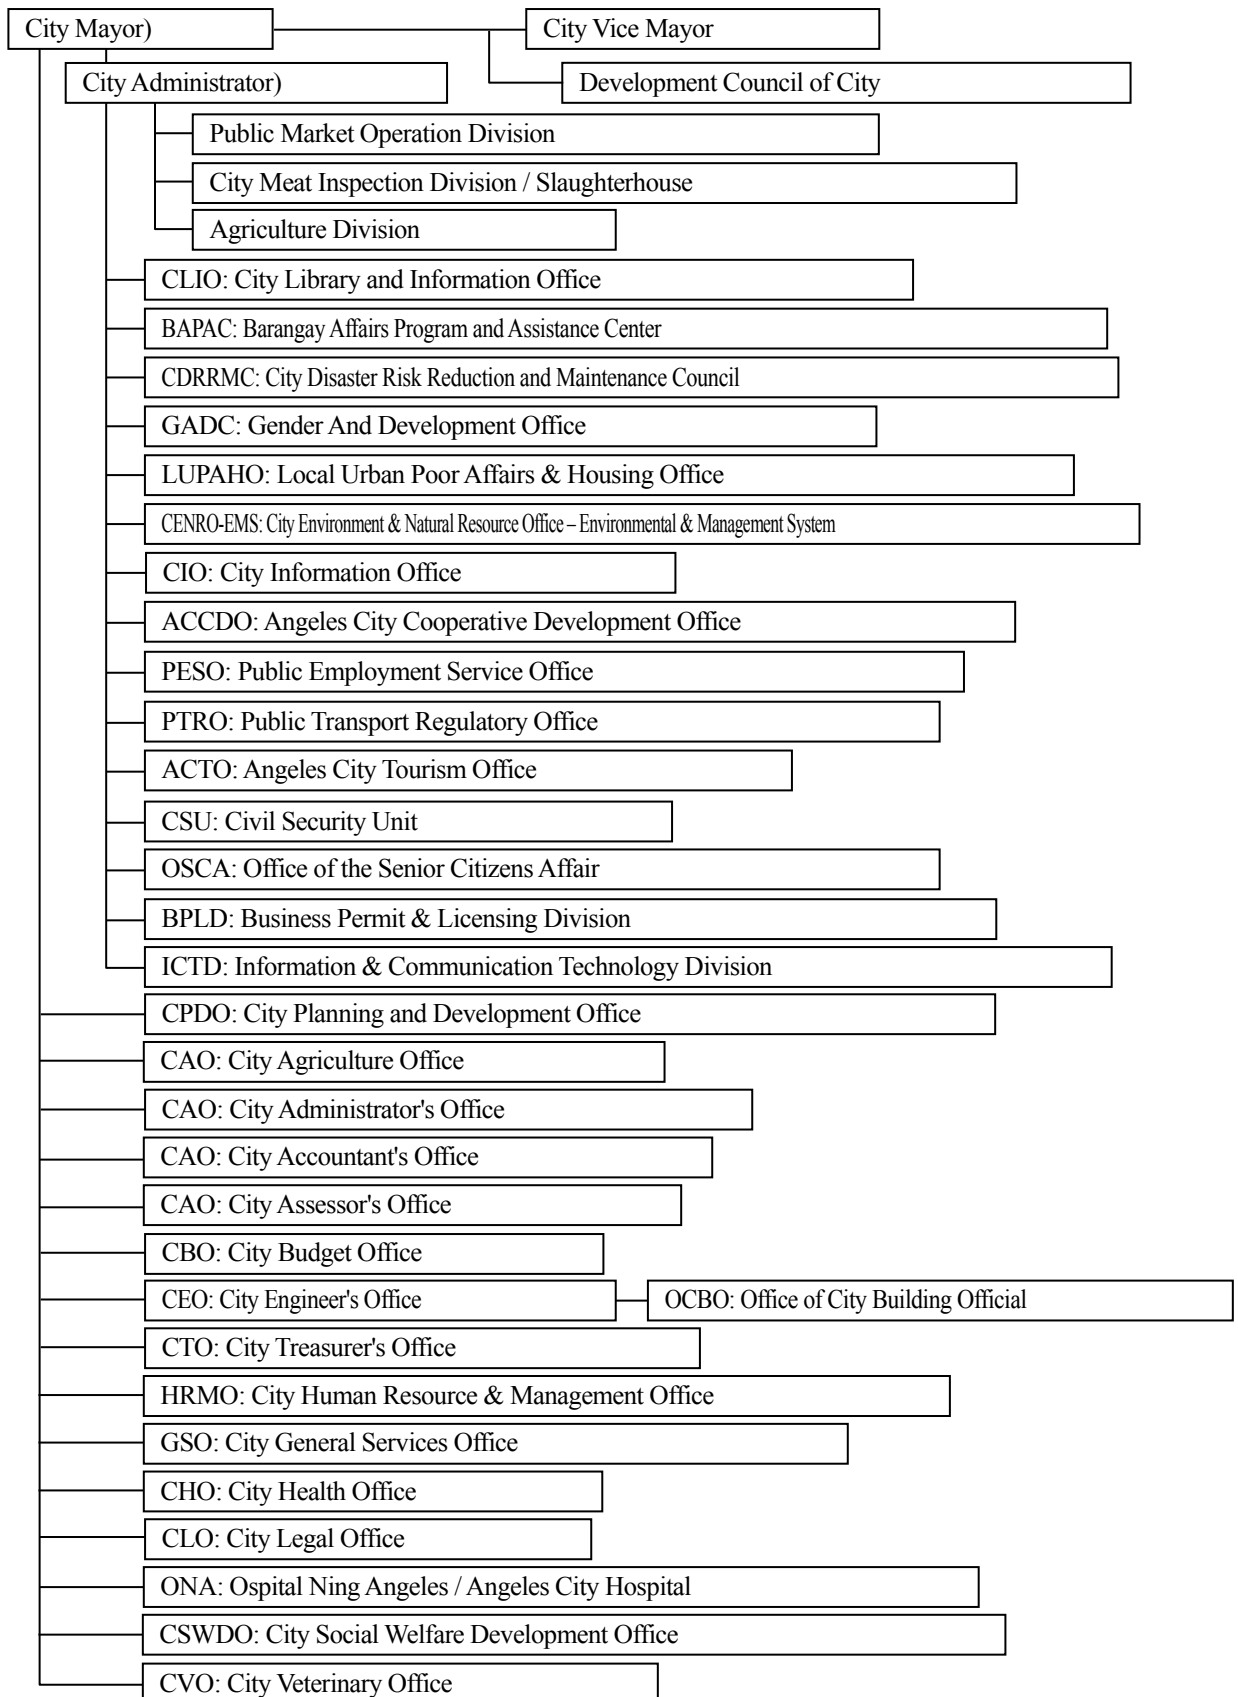 City Mayor)
City Vice Mayor
City Administrator)
Development Council of City
Public Market Operation Division
City Meat Inspection Division / Slaughterhouse
Agriculture Division
CLIO: City Library and Information Office
BAPAC: Barangay Affairs Program and Assistance Center
CDRRMC: City Disaster Risk Reduction and Maintenance Council
GADC: Gender And Development Office
LUPAHO: Local Urban Poor Affairs & Housing Office
CENRO-EMS: City Environment & Natural Resource Office – Environmental & Management System
CIO: City Information Office
ACCDO: Angeles City Cooperative Development Office
PESO: Public Employment Service Office
PTRO: Public Transport Regulatory Office
ACTO: Angeles City Tourism Office
CSU: Civil Security Unit
OSCA: Office of the Senior Citizens Affair
BPLD: Business Permit & Licensing Division
ICTD: Information & Communication Technology Division
CPDO: City Planning and Development Office
CAO: City Agriculture Office
CAO: City Administrator's Office
CAO: City Accountant's Office
CAO: City Assessor's Office
CBO: City Budget Office
CEO: City Engineer's Office
OCBO: Office of City Building Official
CTO: City Treasurer's Office
HRMO: City Human Resource & Management Office
GSO: City General Services Office
CHO: City Health Office
CLO: City Legal Office
ONA: Ospital Ning Angeles / Angeles City Hospital
CSWDO: City Social Welfare Development Office
CVO: City Veterinary Office